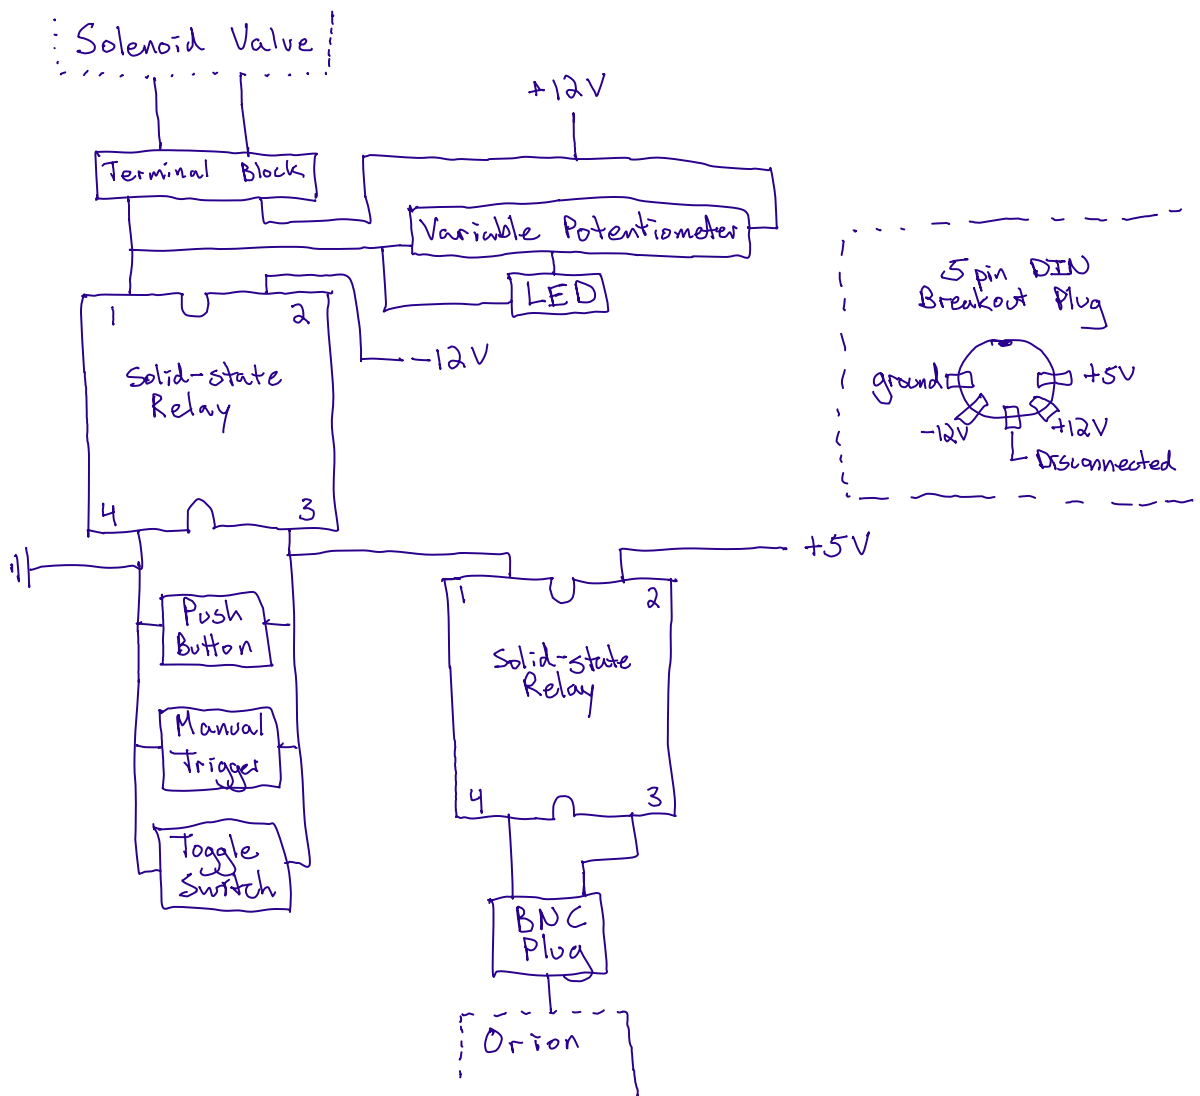 Solenoid Valve
+12V
Terminal Block
Variable Potentiometer
LED
1 2
-12V
Solid-state
Relay
4 3
5 pin DIN
Breakout Plug
ground
+5V
-12V
+12V
Disconnected
+5V
Push
Button
Manual
Trigger
Toggle
Switch
1 2
Solid-state
Relay
4 3
BNC
Plug
Orion